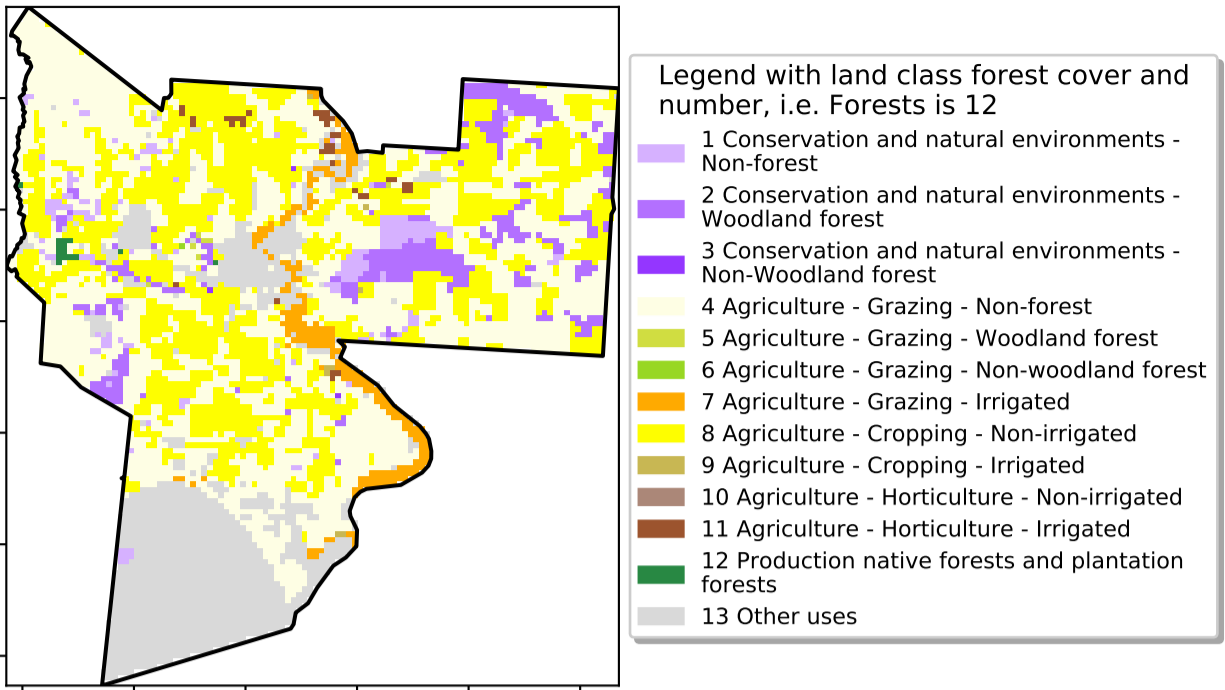 Legend with land class forest cover and
number, i.e. Forests is 12
1 Conservation and natural environments -
Non-forest
2 Conservation and natural environments -
Woodland forest
3 Conservation and natural environments -
Non-Woodland forest
4 Agriculture - Grazing - Non-forest
5 Agriculture - Grazing - Woodland forest
6 Agriculture - Grazing - Non-woodland forest
7 Agriculture - Grazing - Irrigated
8 Agriculture - Cropping - Non-irrigated
9 Agriculture - Cropping - Irrigated
10 Agriculture - Horticulture - Non-irrigated
11 Agriculture - Horticulture - Irrigated
12 Production native forests and plantation
forests
13 Other uses